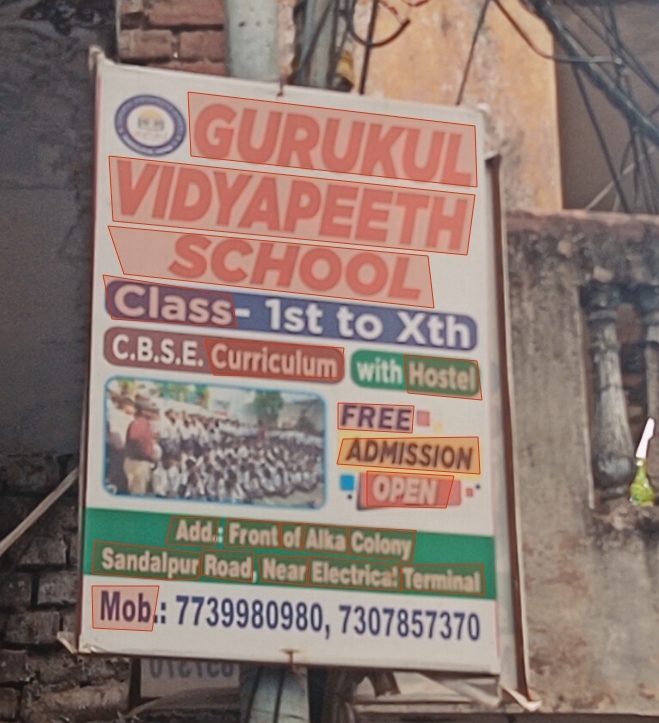 GURUKUL
VIDYAPEETH
SCHOOL
Class- 1st to Xth
C.B.S.E. Curriculum with Hostel
FREE
ADMISSION
OPEN
Add.: Front of Alka Colony
Sandalpur Road, Near Electrical Terminal
Mob.: 7739980980, 7307857370